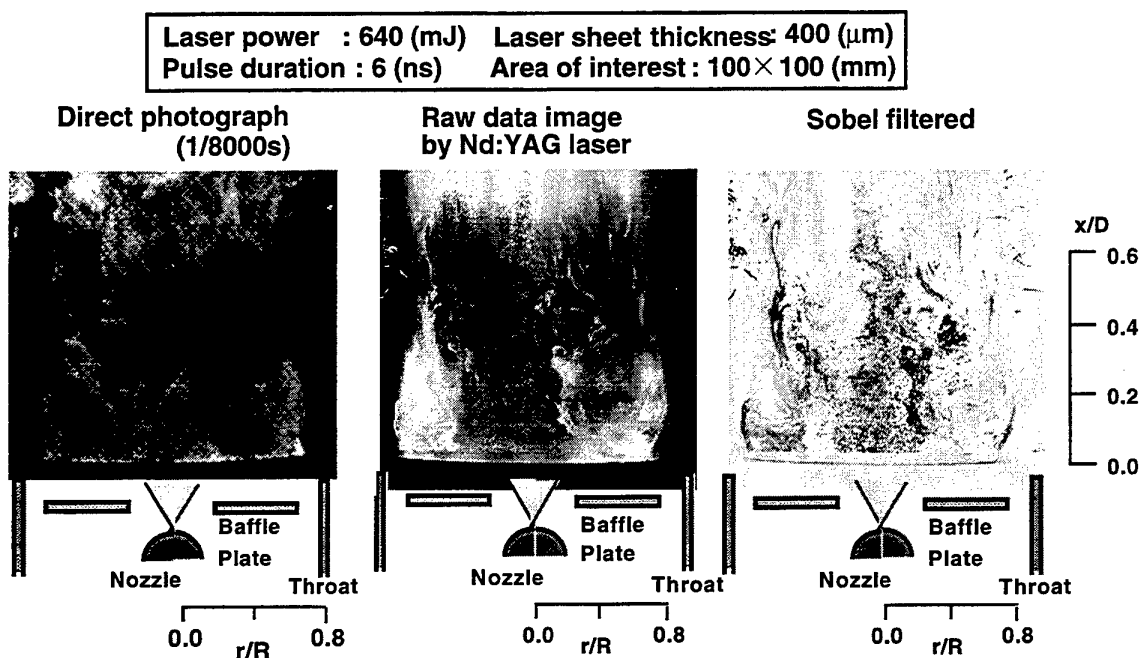 Laser power : 640 (mJ) Laser sheet thickness: 400 (μm)
Pulse duration : 6 (ns) Area of interest : 100×100 (mm)
Direct photograph
(1/8000s)
Raw data image
by Nd:YAG laser
Sobel filtered
x/D
0.6
0.4
0.2
0.0
Baffle
Plate
Nozzle
Throat
0.0 0.8
r/R
Baffle
Plate
Nozzle
Throat
0.0 0.8
r/R
Baffle
Plate
Nozzle
Throat
0.0 0.8
r/R